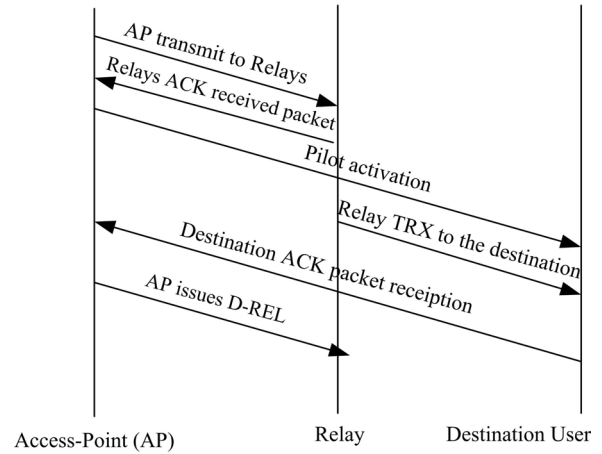 AP transmit to Relays
Relays ACK received packet
Pilot activation
Relay TRX to the destination
Destination ACK packet receiption
AP issues D-REL
Access-Point (AP)
Relay
Destination User